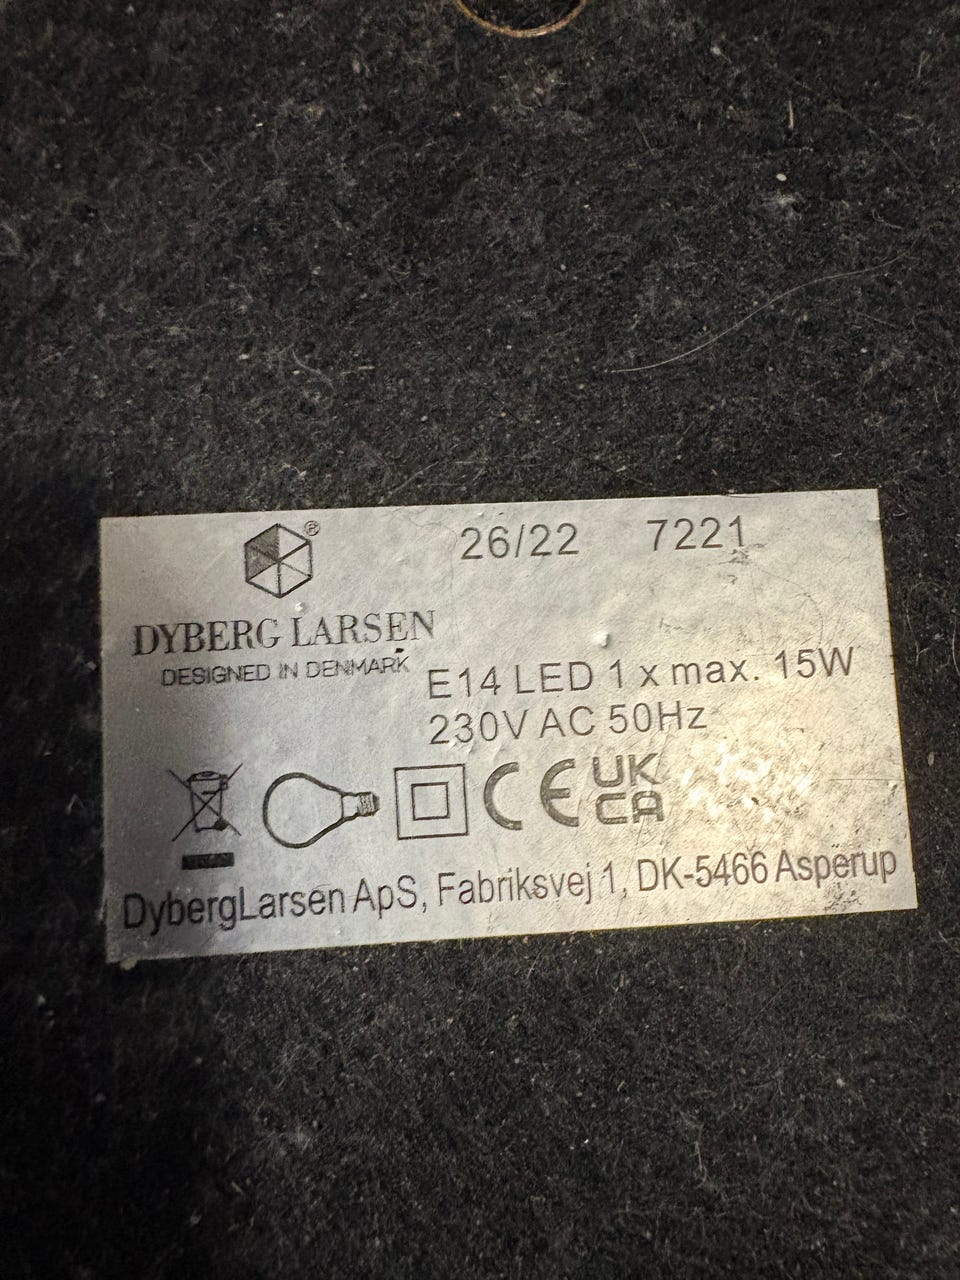 ®
26/22 7221
DYBERG LARSEN
DESIGNED IN DENMARK
E14 LED 1 x max. 15W
230V AC 50Hz
CE UK
CA
DybergLarsen ApS, Fabriksvej 1, DK-5466 Asperup